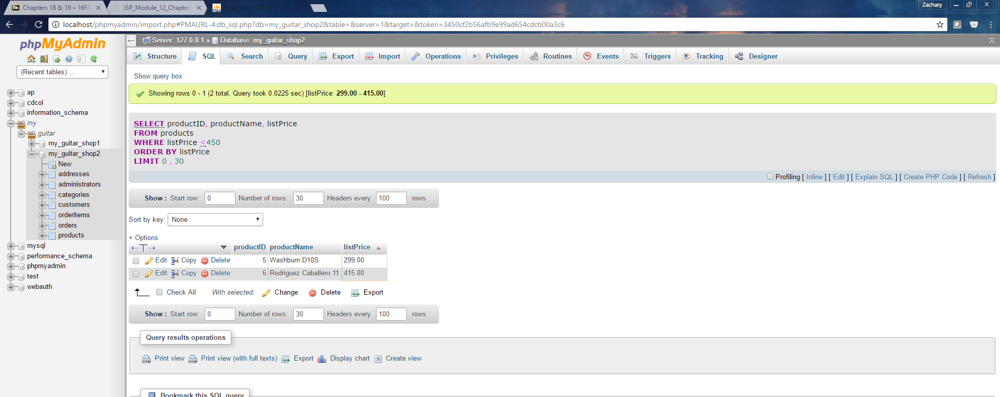 Chapters 18 & 19 – 16FA
JSP_Module_12_Chapters
localhost / 127.0.0.1 / m
Zachary
localhost/phpmyadmin/import.php#PMAURL-4:db_sql.php?db=my_guitar_shop2&table=&server=1&target=&token=3450cf2b56afb9e99ad654cdcb00a3c6
phpMyAdmin
(Recent tables) ...
ap
cdcol
information_schema
my
guitar
my_guitar_shop1
my_guitar_shop2
New
addresses
administrators
categories
customers
orderitems
orders
products
mysql
performance_schema
phpmyadmin
test
webauth
Server: 127.0.0.1 » Database: my_guitar_shop2
Structure SQL Search Query Export Import Operations Privileges Routines Events Triggers Tracking Designer
Show query box
Showing rows 0 - 1 (2 total, Query took 0.0225 sec) [listPrice: 299.00 - 415.00]
SELECT productID, productName, listPrice
FROM products
WHERE listPrice <450
ORDER BY listPrice
LIMIT 0 , 30
Profiling [ Inline ] [ Edit ] [ Explain SQL ] [ Create PHP Code ] [ Refresh ]
Show : Start row: 0 Number of rows: 30 Headers every 100 rows
Sort by key: None
+ Options
productID productName listPrice
Edit Copy Delete 5 Washburn D10S 299.00
Edit Copy Delete 6 Rodriguez Caballero 11 415.00
Check All With selected: Change Delete Export
Show : Start row: 0 Number of rows: 30 Headers every 100 rows
Query results operations
Print view Print view (with full texts) Export Display chart Create view
Bookmark this SQL query